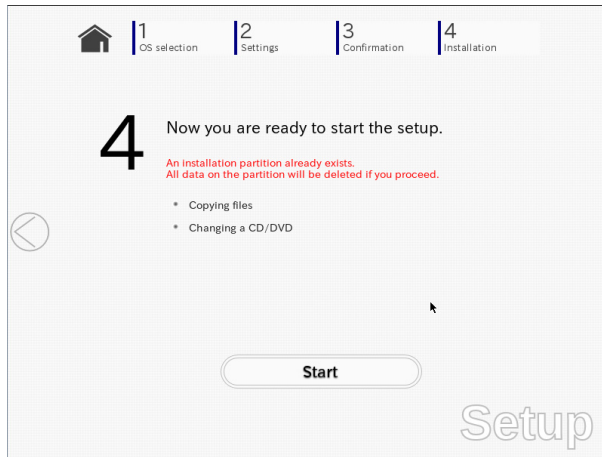 1
OS selection
2
Settings
3
Confirmation
4
Installation
4
Now you are ready to start the setup.
An installation partition already exists.
All data on the partition will be deleted if you proceed.
Copying files
Changing a CD/DVD
Start
Setup